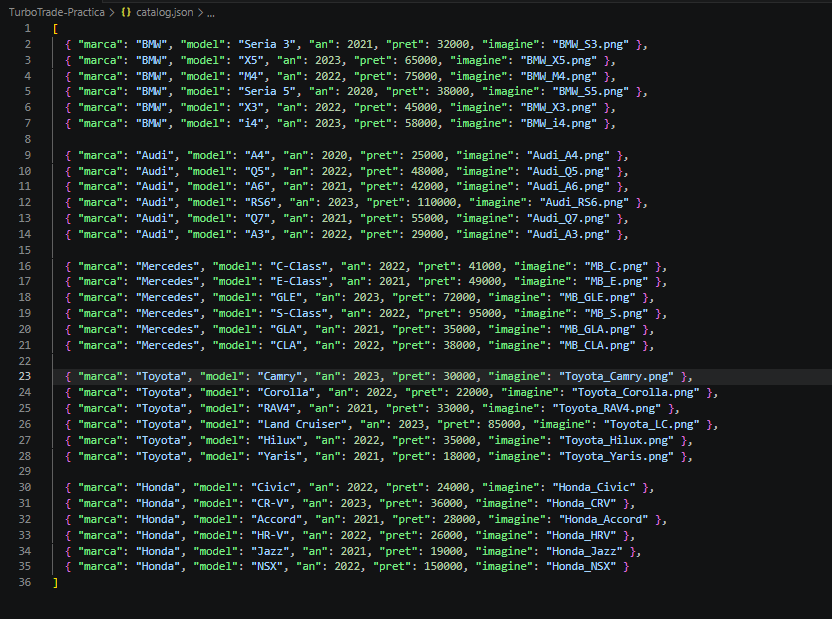 TurboTrade-Practica > {} catalog.json > ...
1 [
2 { "marca": "BMW", "model": "Seria 3", "an": 2021, "pret": 32000, "imagine": "BMW_S3.png" },
3 { "marca": "BMW", "model": "X5", "an": 2023, "pret": 65000, "imagine": "BMW_X5.png" },
4 { "marca": "BMW", "model": "M4", "an": 2022, "pret": 75000, "imagine": "BMW_M4.png" },
5 { "marca": "BMW", "model": "Seria 5", "an": 2020, "pret": 38000, "imagine": "BMW_S5.png" },
6 { "marca": "BMW", "model": "X3", "an": 2022, "pret": 45000, "imagine": "BMW_X3.png" },
7 { "marca": "BMW", "model": "i4", "an": 2023, "pret": 58000, "imagine": "BMW_i4.png" },
8
9 { "marca": "Audi", "model": "A4", "an": 2020, "pret": 25000, "imagine": "Audi_A4.png" },
10 { "marca": "Audi", "model": "Q5", "an": 2022, "pret": 48000, "imagine": "Audi_Q5.png" },
11 { "marca": "Audi", "model": "A6", "an": 2021, "pret": 42000, "imagine": "Audi_A6.png" },
12 { "marca": "Audi", "model": "RS6", "an": 2023, "pret": 110000, "imagine": "Audi_RS6.png" },
13 { "marca": "Audi", "model": "Q7", "an": 2021, "pret": 55000, "imagine": "Audi_Q7.png" },
14 { "marca": "Audi", "model": "A3", "an": 2022, "pret": 29000, "imagine": "Audi_A3.png" },
15
16 { "marca": "Mercedes", "model": "C-Class", "an": 2022, "pret": 41000, "imagine": "MB_C.png" },
17 { "marca": "Mercedes", "model": "E-Class", "an": 2021, "pret": 49000, "imagine": "MB_E.png" },
18 { "marca": "Mercedes", "model": "GLE", "an": 2023, "pret": 72000, "imagine": "MB_GLE.png" },
19 { "marca": "Mercedes", "model": "S-Class", "an": 2022, "pret": 95000, "imagine": "MB_S.png" },
20 { "marca": "Mercedes", "model": "GLA", "an": 2021, "pret": 35000, "imagine": "MB_GLA.png" },
21 { "marca": "Mercedes", "model": "CLA", "an": 2022, "pret": 38000, "imagine": "MB_CLA.png" },
22
23 { "marca": "Toyota", "model": "Camry", "an": 2023, "pret": 30000, "imagine": "Toyota_Camry.png" },
24 { "marca": "Toyota", "model": "Corolla", "an": 2022, "pret": 22000, "imagine": "Toyota_Corolla.png" },
25 { "marca": "Toyota", "model": "RAV4", "an": 2021, "pret": 33000, "imagine": "Toyota_RAV4.png" },
26 { "marca": "Toyota", "model": "Land Cruiser", "an": 2023, "pret": 85000, "imagine": "Toyota_LC.png" },
27 { "marca": "Toyota", "model": "Hilux", "an": 2022, "pret": 35000, "imagine": "Toyota_Hilux.png" },
28 { "marca": "Toyota", "model": "Yaris", "an": 2021, "pret": 18000, "imagine": "Toyota_Yaris.png" },
29
30 { "marca": "Honda", "model": "Civic", "an": 2022, "pret": 24000, "imagine": "Honda_Civic" },
31 { "marca": "Honda", "model": "CR-V", "an": 2023, "pret": 36000, "imagine": "Honda_CRV" },
32 { "marca": "Honda", "model": "Accord", "an": 2021, "pret": 28000, "imagine": "Honda_Accord" },
33 { "marca": "Honda", "model": "HR-V", "an": 2022, "pret": 26000, "imagine": "Honda_HRV" },
34 { "marca": "Honda", "model": "Jazz", "an": 2021, "pret": 19000, "imagine": "Honda_Jazz" },
35 { "marca": "Honda", "model": "NSX", "an": 2022, "pret": 150000, "imagine": "Honda_NSX" }
36 ]